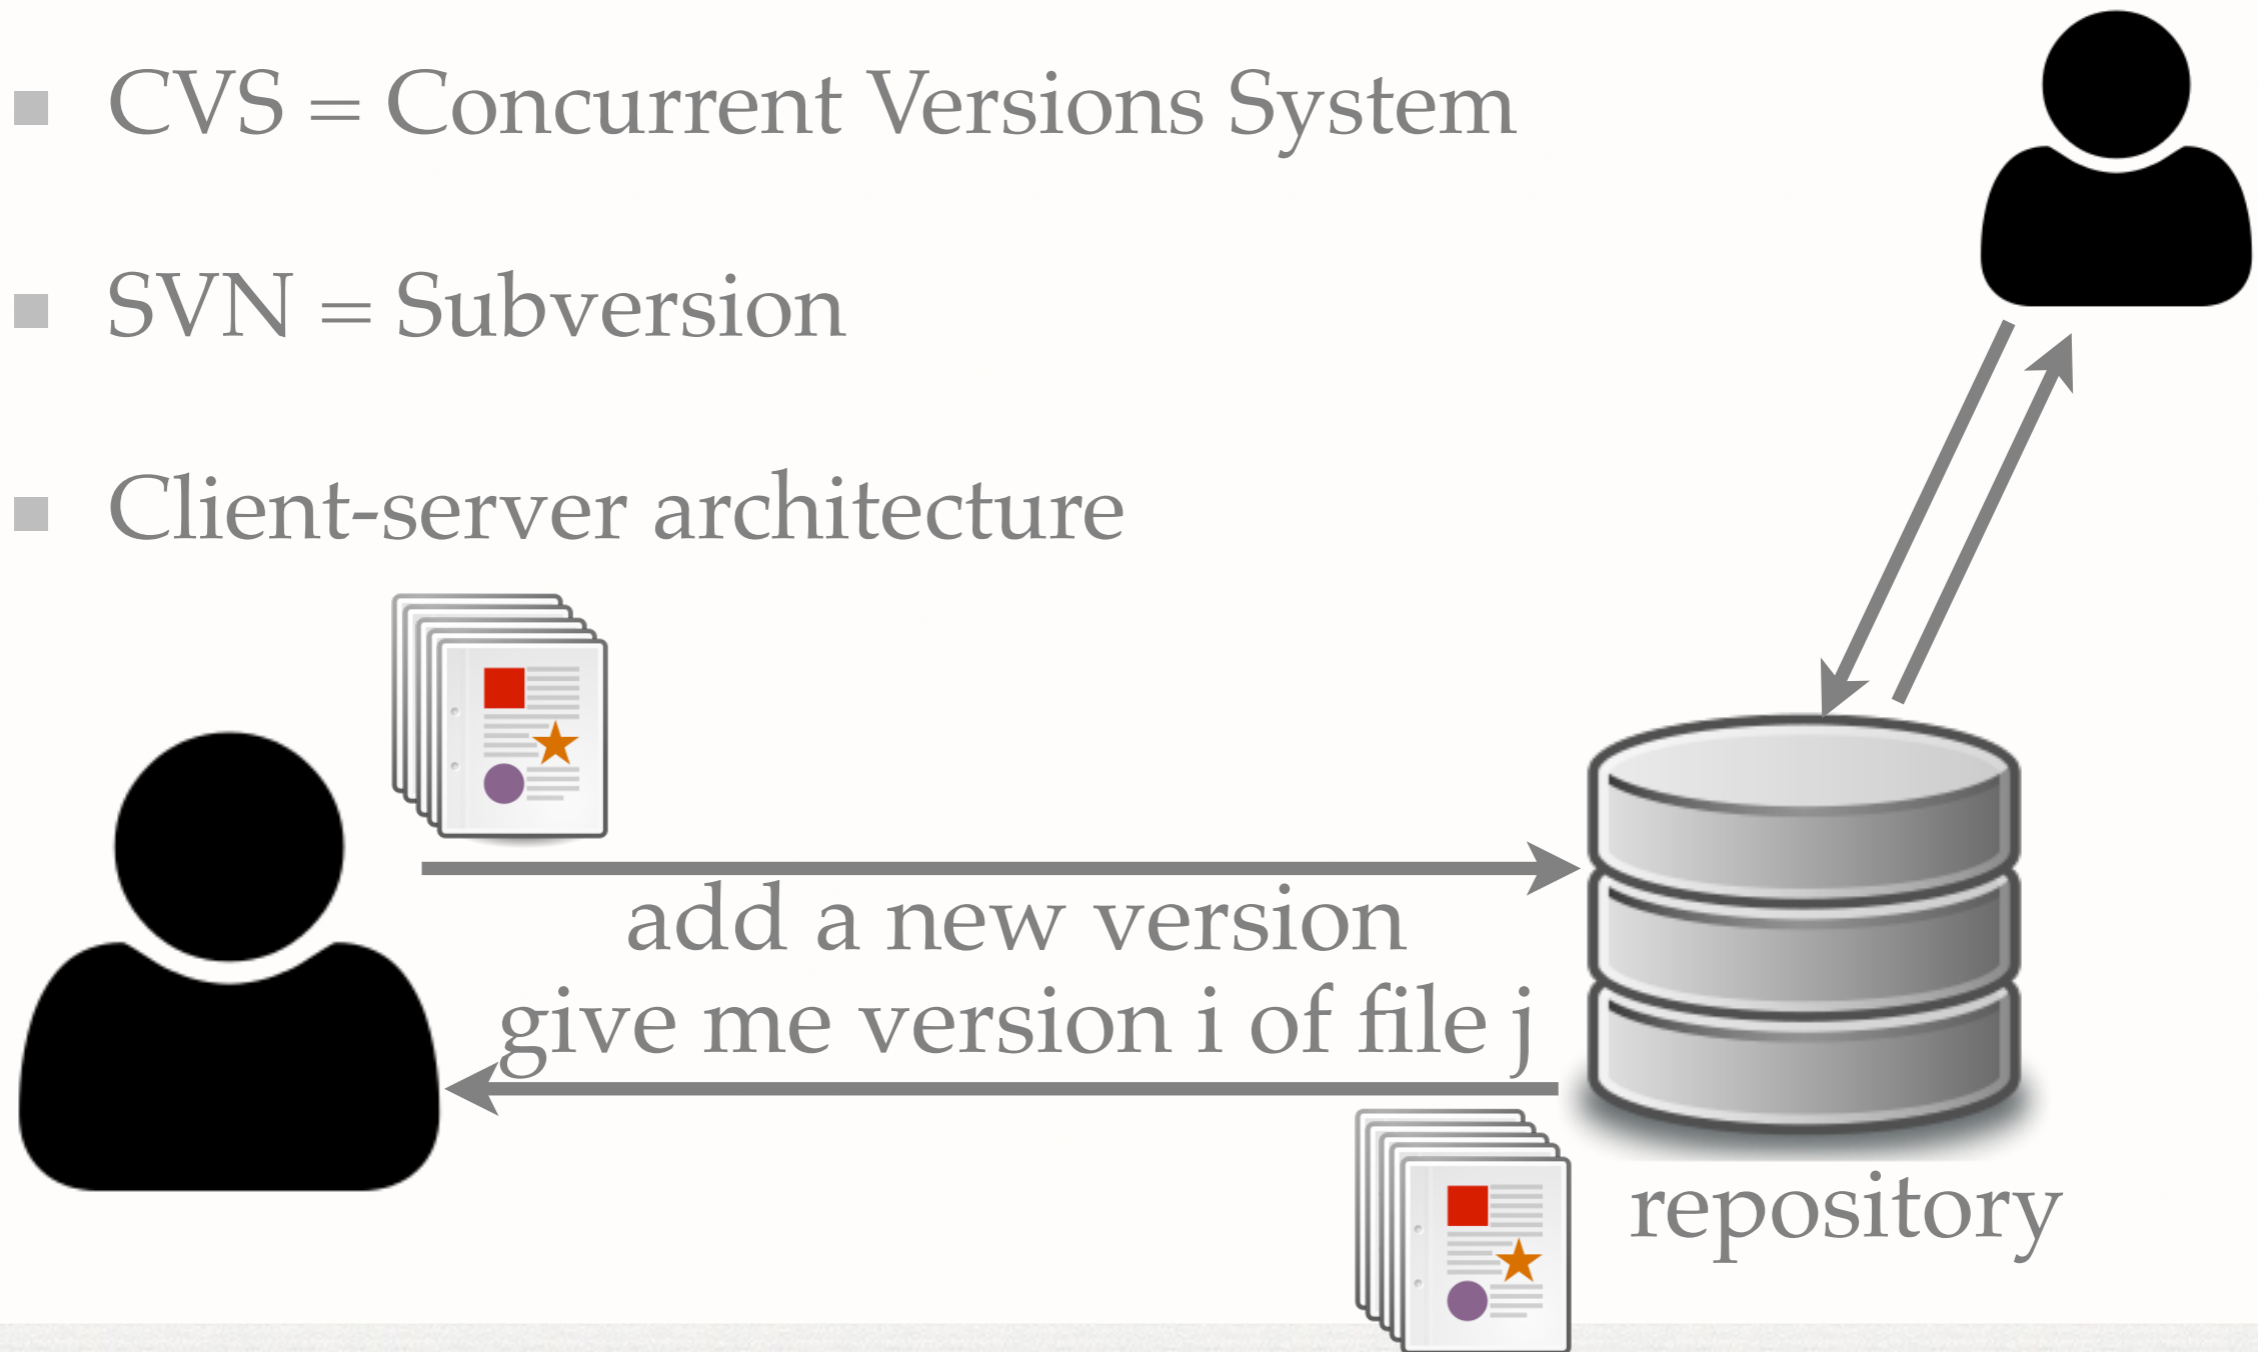 CVS = Concurrent Versions System
SVN = Subversion
Client-server architecture
add a new version
give me version i of file j
repository